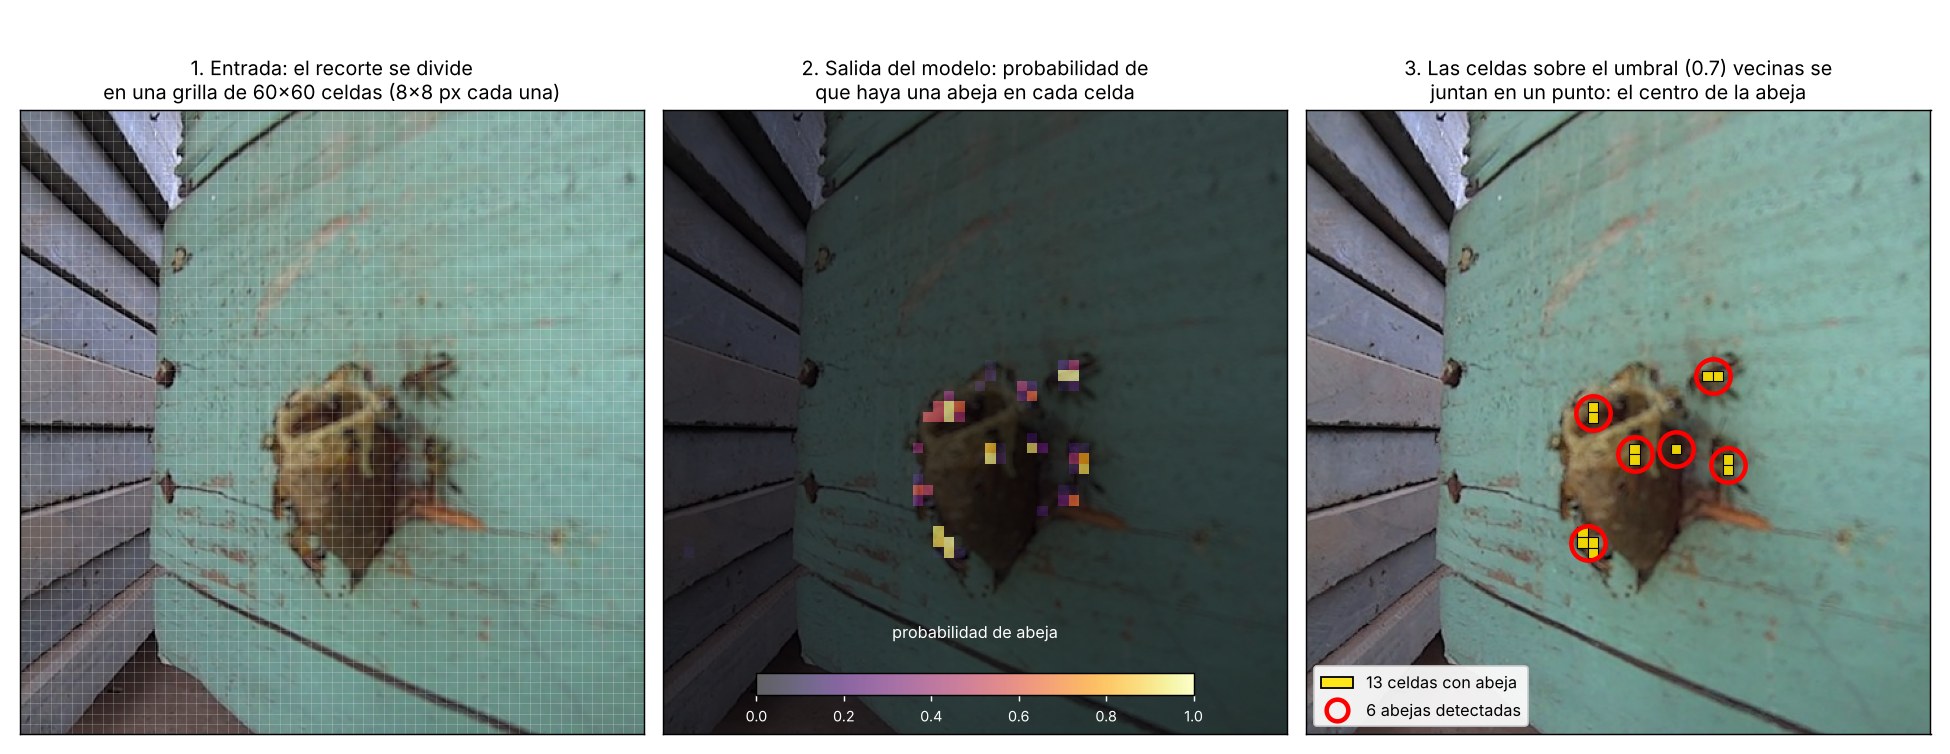 1. Entrada: el recorte se divide
en una grilla de 60×60 celdas (8×8 px cada una)
2. Salida del modelo: probabilidad de
que haya una abeja en cada celda
3. Las celdas sobre el umbral (0.7) vecinas se
juntan en un punto: el centro de la abeja
probabilidad de abeja
0.0 0.2 0.4 0.6 0.8 1.0
13 celdas con abeja
6 abejas detectadas